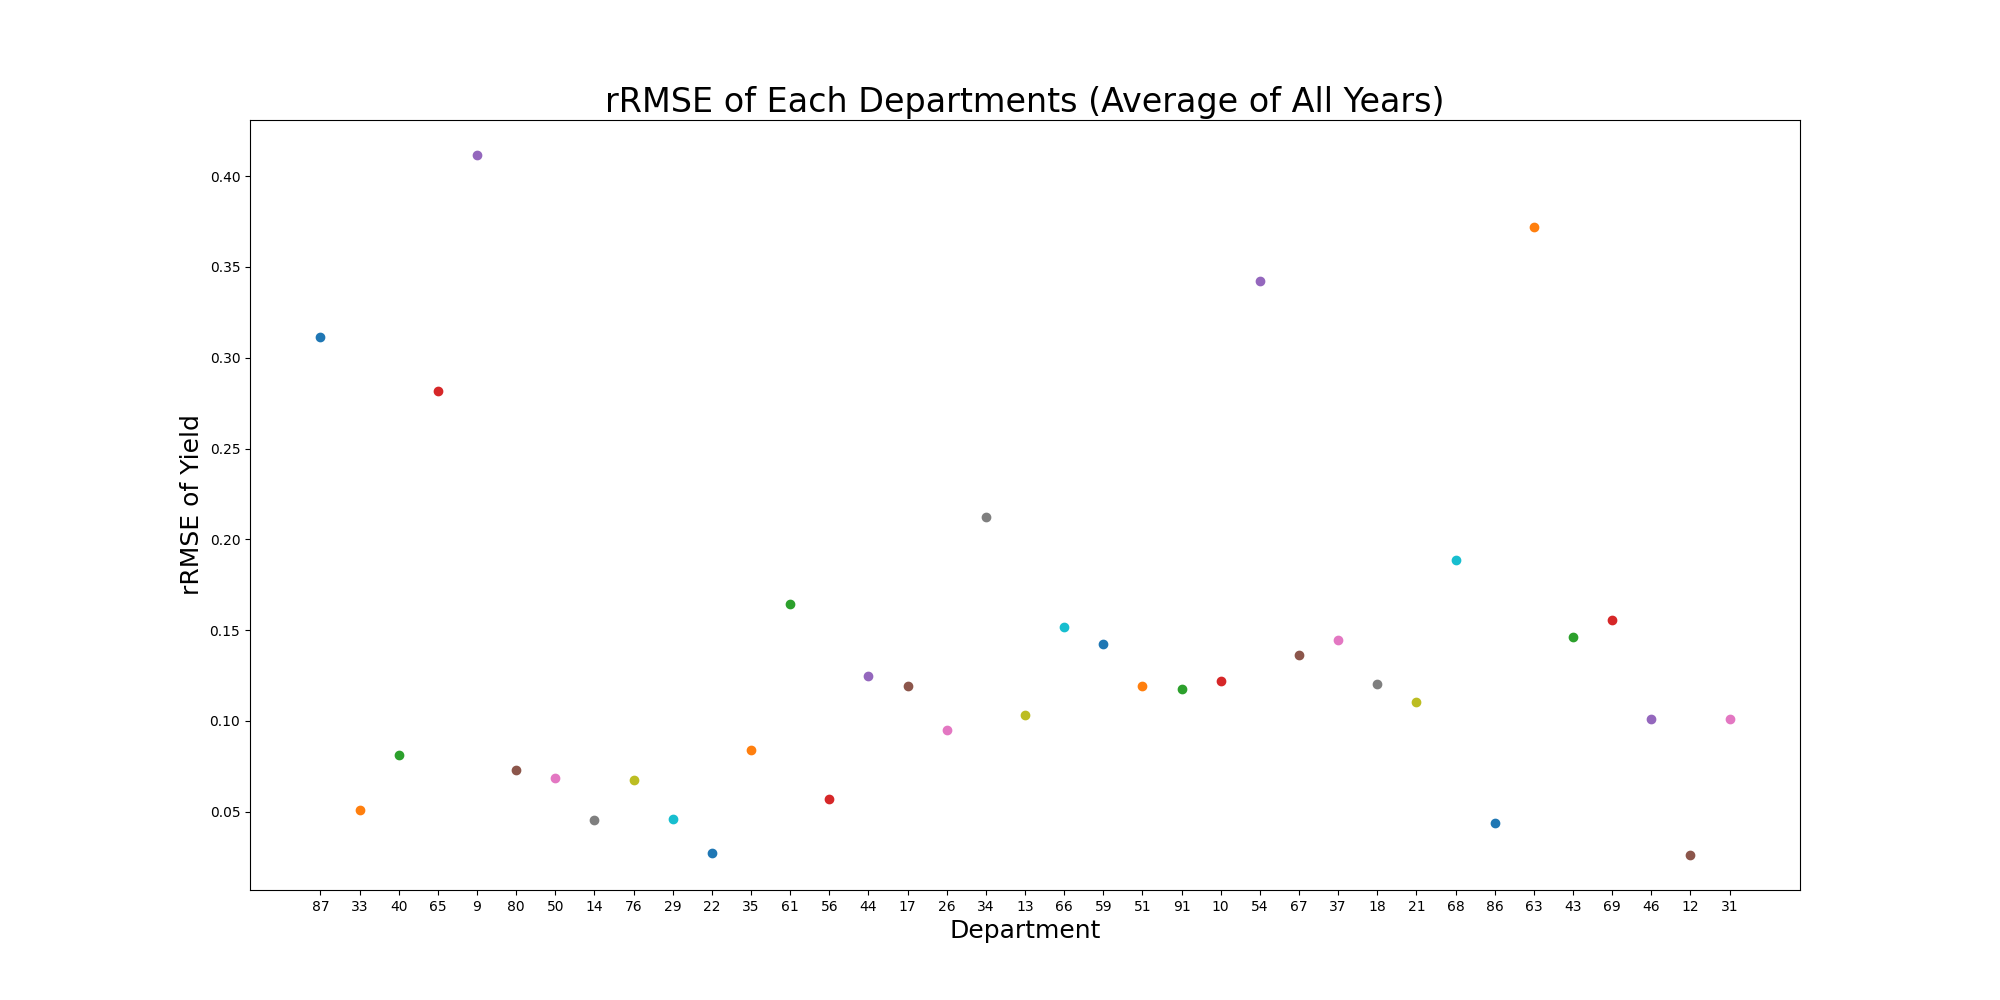 rRMSE of Each Departments (Average of All Years)
0.40
0.35
0.30
0.25
0.20
0.15
0.10
0.05
rRMSE of Yield
87 33 40 65 9 80 50 14 76 29 22 35 61 56 44 17 26 34 13 66 59 51 91 10 54 67 37 18 21 68 86 63 43 69 46 12 31
Department